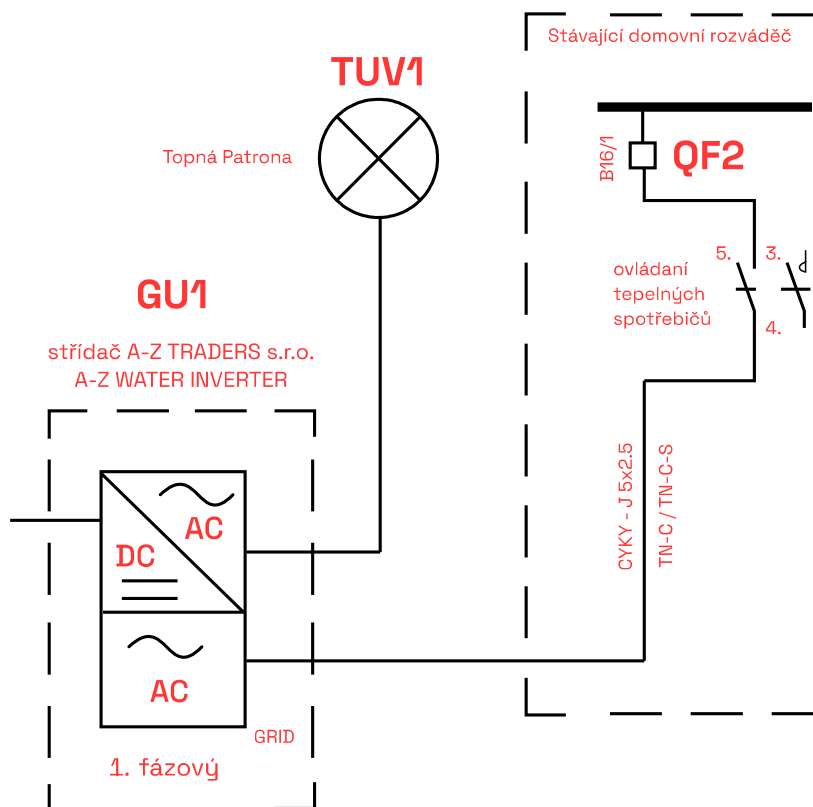 Stávající domovní rozváděč
TUV1
Topná Patrona
B16/1
QF2
GU1
střídač A-Z TRADERS s.r.o.
A-Z WATER INVERTER
5.
3.
ovládaní
tepelných
spotřebičů
4.
AC
DC
AC
GRID
1. fázový
CYKY - J 5x2.5
TN-C / TN-C-S